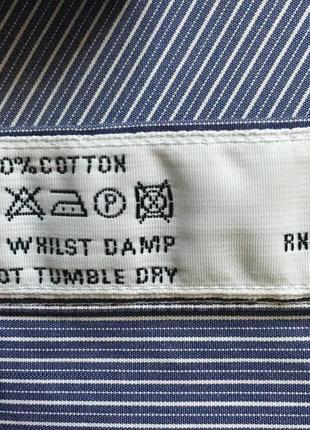 0%COTTON
P
WHILST DAMP
RN
OT TUMBLE DRY